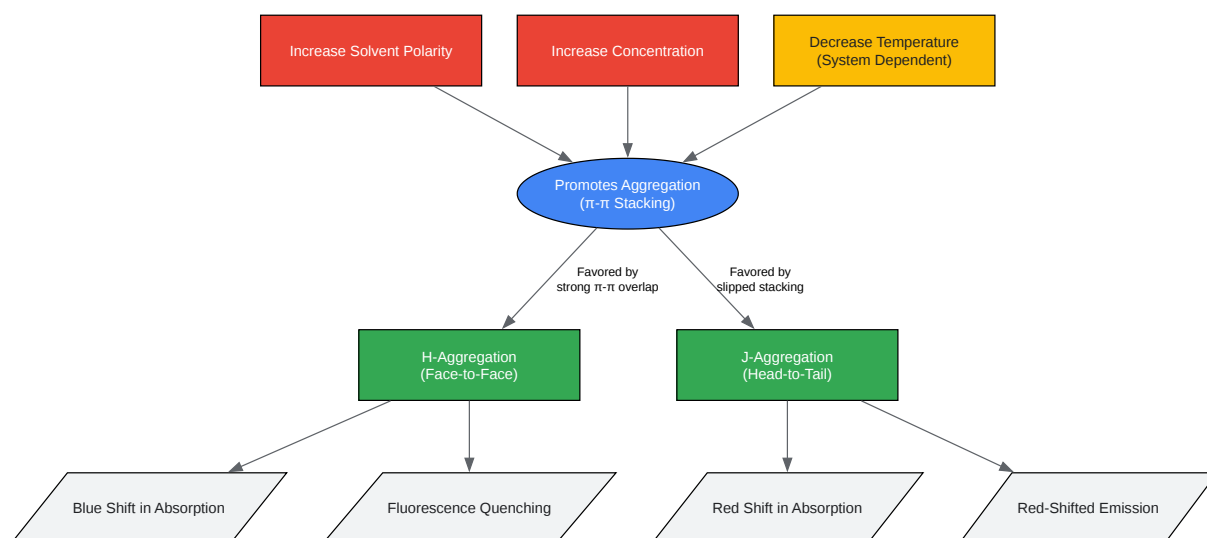 Increase Solvent Polarity
Increase Concentration
Decrease Temperature
(System Dependent)
Promotes Aggregation
(π-π Stacking)
Favored by
strong π-π overlap
Favored by
slipped stacking
H-Aggregation
(Face-to-Face)
J-Aggregation
(Head-to-Tail)
Blue Shift in Absorption
Fluorescence Quenching
Red Shift in Absorption
Red-Shifted Emission